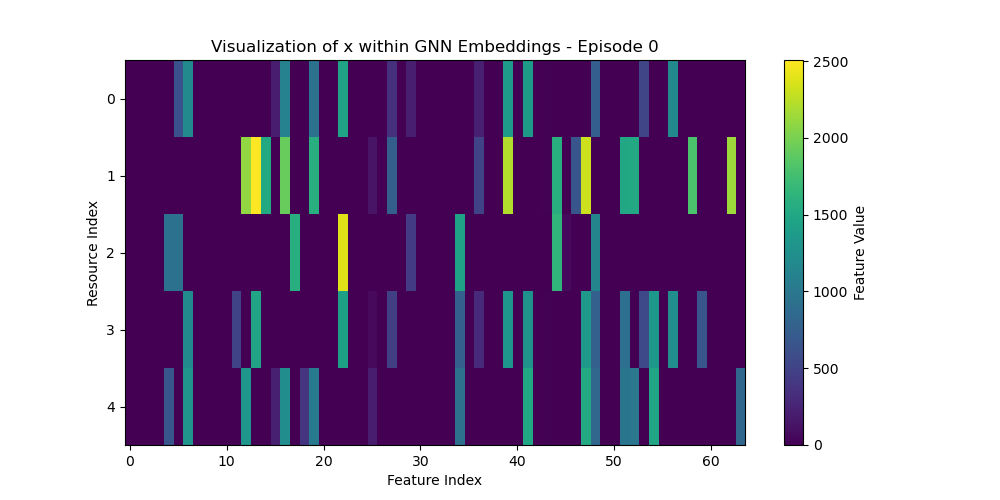 Visualization of x within GNN Embeddings - Episode 0
Resource Index
0
1
2
3
4
0 10 20 30 40 50 60
Feature Index
2500
2000
1500
1000
500
0
Feature Value